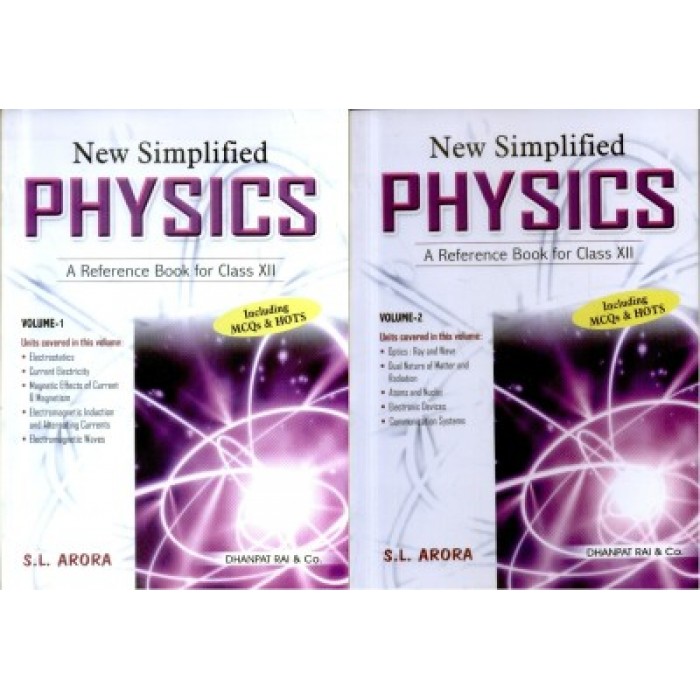 New Simplified
PHYSICS
A Reference Book for Class XII
Including
MCQs & HOTS
VOLUME-1
Units covered in this volume:
• Electrostatics
• Current Electricity
• Magnetic Effects of Current
& Magnetism
• Electromagnetic Induction
and Alternating Currents
• Electromagnetic Waves
S.L. ARORA
DHANPAT RAI & Co.
New Simplified
PHYSICS
A Reference Book for Class XII
Including
MCQs & HOTS
VOLUME-2
Units covered in this volume:
• Optics : Ray and Wave
• Dual Nature of Matter and
Radiation
• Atoms and Nuclei
• Electronic Devices
• Communication Systems
S.L. ARORA
DHANPAT RAI & Co.